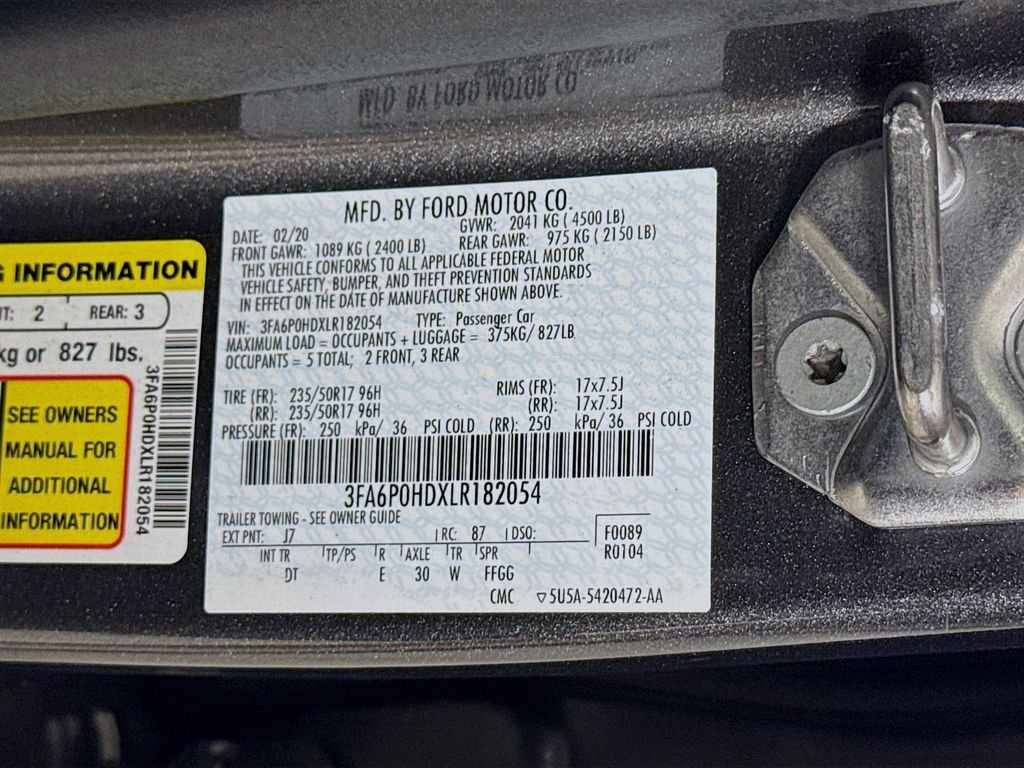 MFD. BY FORD MOTOR CO.
DATE: 02/20 GVWR: 2041 KG ( 4500 LB)
FRONT GAWR: 1089 KG ( 2400 LB) REAR GAWR: 975 KG ( 2150 LB)
THIS VEHICLE CONFORMS TO ALL APPLICABLE FEDERAL MOTOR
VEHICLE SAFETY, BUMPER, AND THEFT PREVENTION STANDARDS
IN EFFECT ON THE DATE OF MANUFACTURE SHOWN ABOVE.
VIN: 3FA6P0HDXLR182054 TYPE: Passenger Car
MAXIMUM LOAD = OCCUPANTS + LUGGAGE = 375KG/ 827LB
OCCUPANTS = 5 TOTAL; 2 FRONT, 3 REAR
TIRE (FR): 235/50R17 96H RIMS (FR): 17x7.5J
(RR): 235/50R17 96H (RR): 17x7.5J
PRESSURE (FR): 250 kPa/ 36 PSI COLD (RR): 250 kPa/ 36 PSI COLD
3FA6P0HDXLR182054
TRAILER TOWING - SEE OWNER GUIDE
EXT PNT: J7 RC: 87 DSO: F0089
INT TR TP/PS R AXLE TR SPR R0104
DT E 30 W FFGG
CMC ▽5U5A-5420472-AA
INFORMATION
2 REAR: 3
kg or 827 lbs.
SEE OWNERS
MANUAL FOR
ADDITIONAL
INFORMATION
3FA6P0HDXLR182054